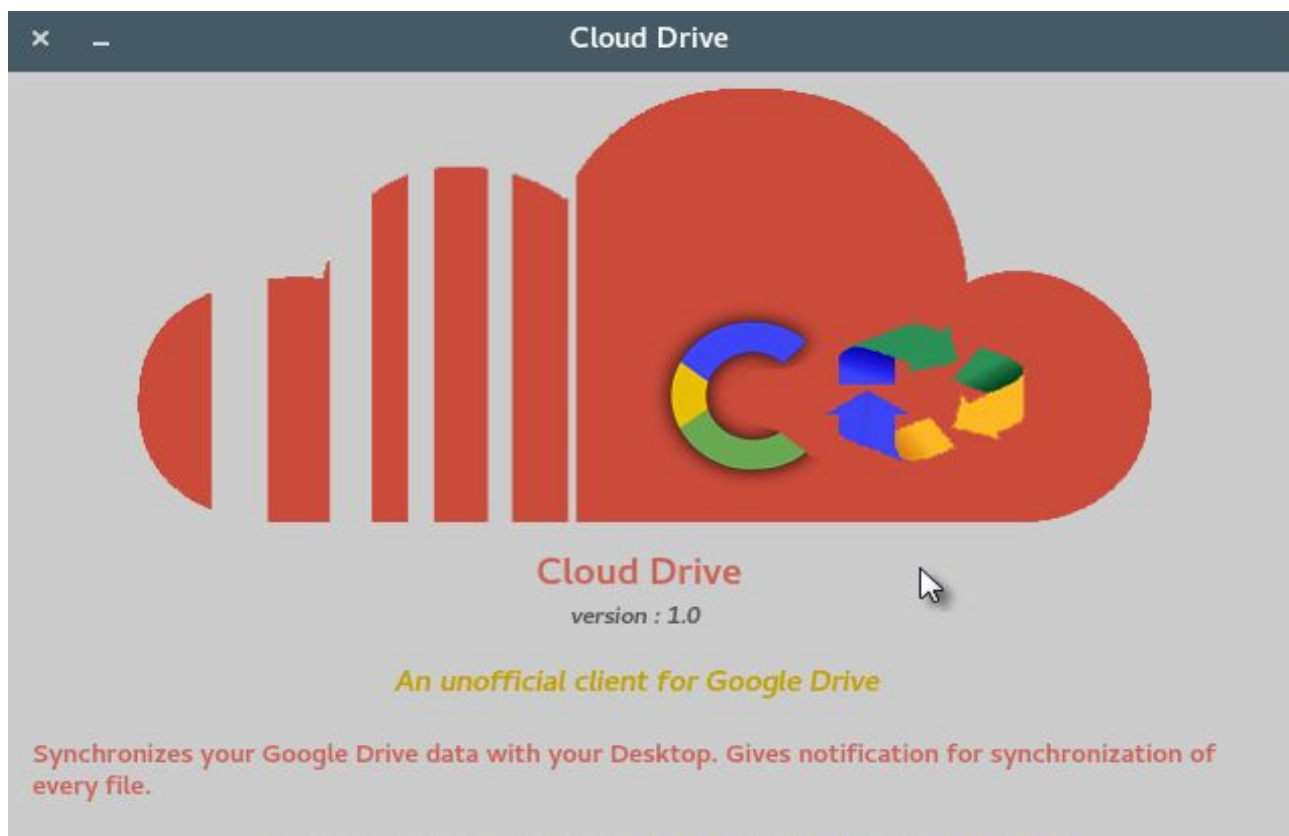 Cloud Drive
Cloud Drive
version : 1.0
An unofficial client for Google Drive
Synchronizes your Google Drive data with your Desktop. Gives notification for synchronization of
every file.